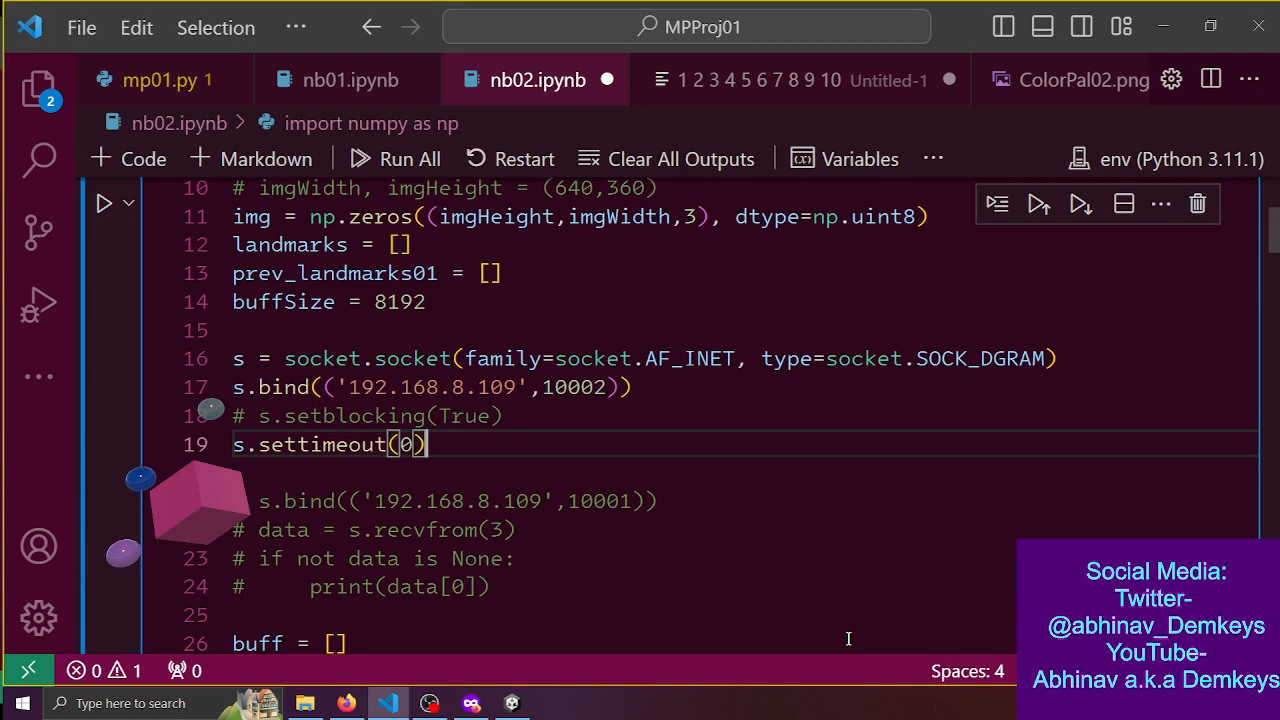 File Edit Selection ··· MPProj01
mp01.py 1 nb01.ipynb nb02.ipynb 1 2 3 4 5 6 7 8 9 10 Untitled-1 ColorPal02.png
2
nb02.ipynb > import numpy as np
+ Code + Markdown Run All Restart Clear All Outputs (x) Variables ··· env (Python 3.11.1)
10 # imgWidth, imgHeight = (640,360)
11 img = np.zeros((imgHeight,imgWidth,3), dtype=np.uint8)
12 landmarks = []
13 prev_landmarks01 = []
14 buffSize = 8192
15
16 s = socket.socket(family=socket.AF_INET, type=socket.SOCK_DGRAM)
17 s.bind(('192.168.8.109',10002))
18 # s.setblocking(True)
19 s.settimeout(0)
s.bind(('192.168.8.109',10001))
# data = s.recvfrom(3)
23 # if not data is None:
24 # print(data[0])
25
26 buff = []
0 1 0 Spaces: 4
Type here to search
Social Media:
Twitter-
@abhinav_Demkeys
YouTube-
Abhinav a.k.a Demkeys